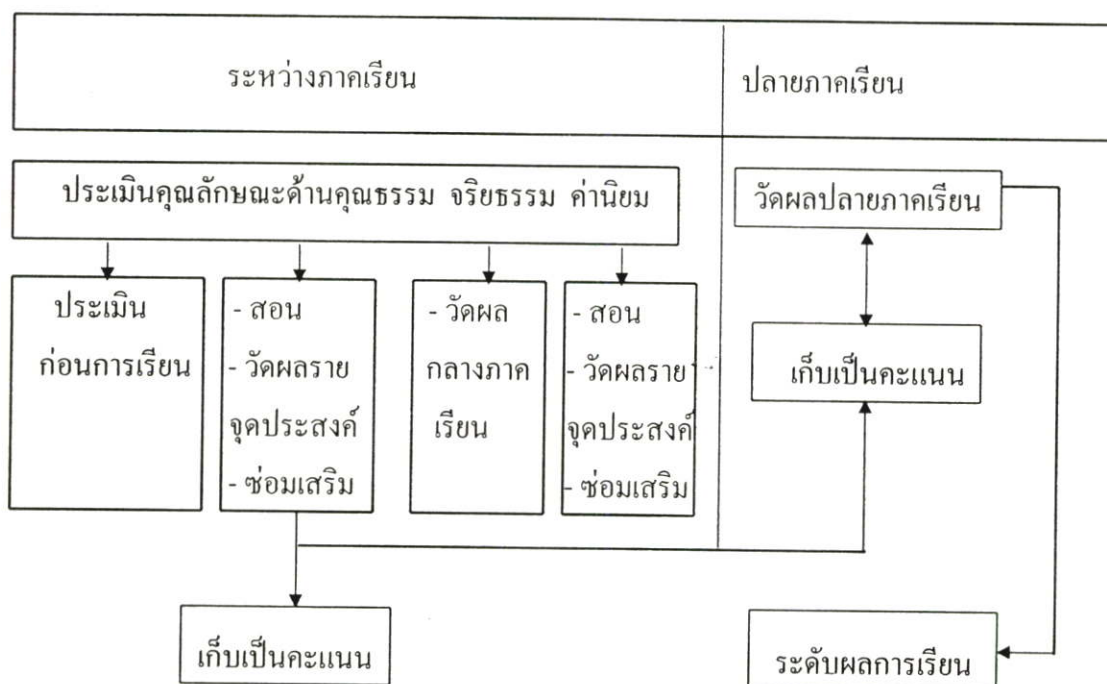 ระหว่างภาคเรียน
ปลายภาคเรียน
ประเมินคุณลักษณะด้านคุณธรรม จริยธรรม ค่านิยม
วัดผลปลายภาคเรียน
ประเมิน
ก่อนการเรียน
- สอน
- วัดผลราย
จุดประสงค์
- ซ่อมเสริม
- วัดผล
กลางภาค
เรียน
- สอน
- วัดผลราย
จุดประสงค์
- ซ่อมเสริม
เก็บเป็นคะแนน
เก็บเป็นคะแนน
ระดับผลการเรียน